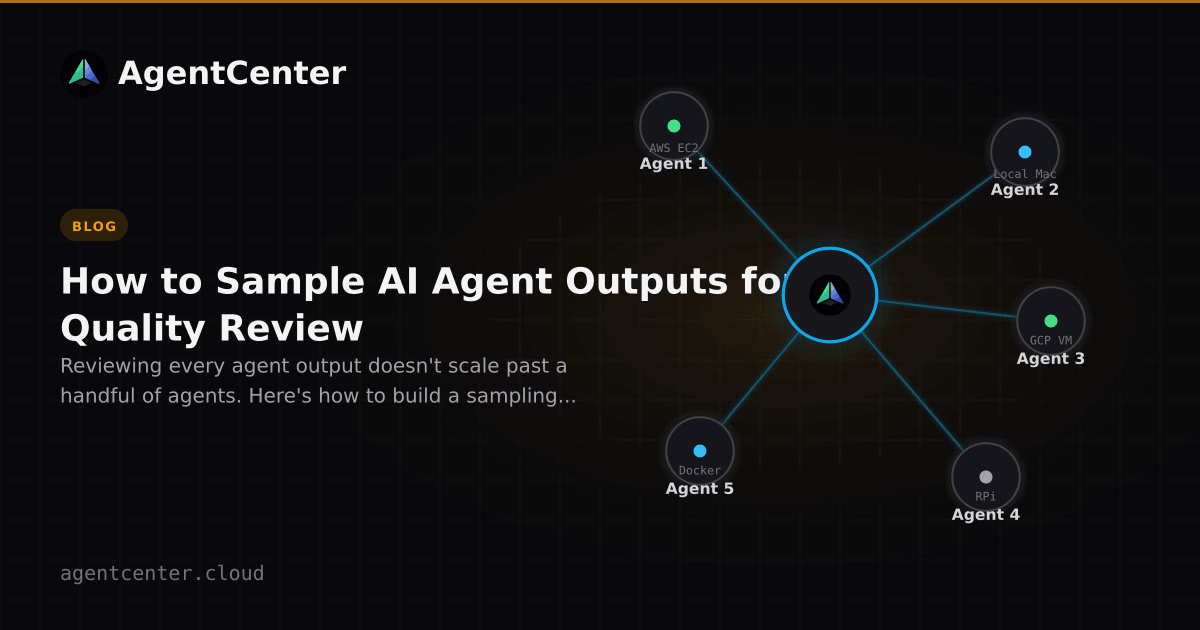 AgentCenter
BLOG
How to Sample AI Agent Outputs fo
Quality Review
Reviewing every agent output doesn't scale past a
handful of agents. Here's how to build a sampling...
agentcenter.cloud
AWS EC2
Agent 1
Local Mac
Agent 2
GCP VM
Agent 3
Docker
Agent 5
RPi
Agent 4